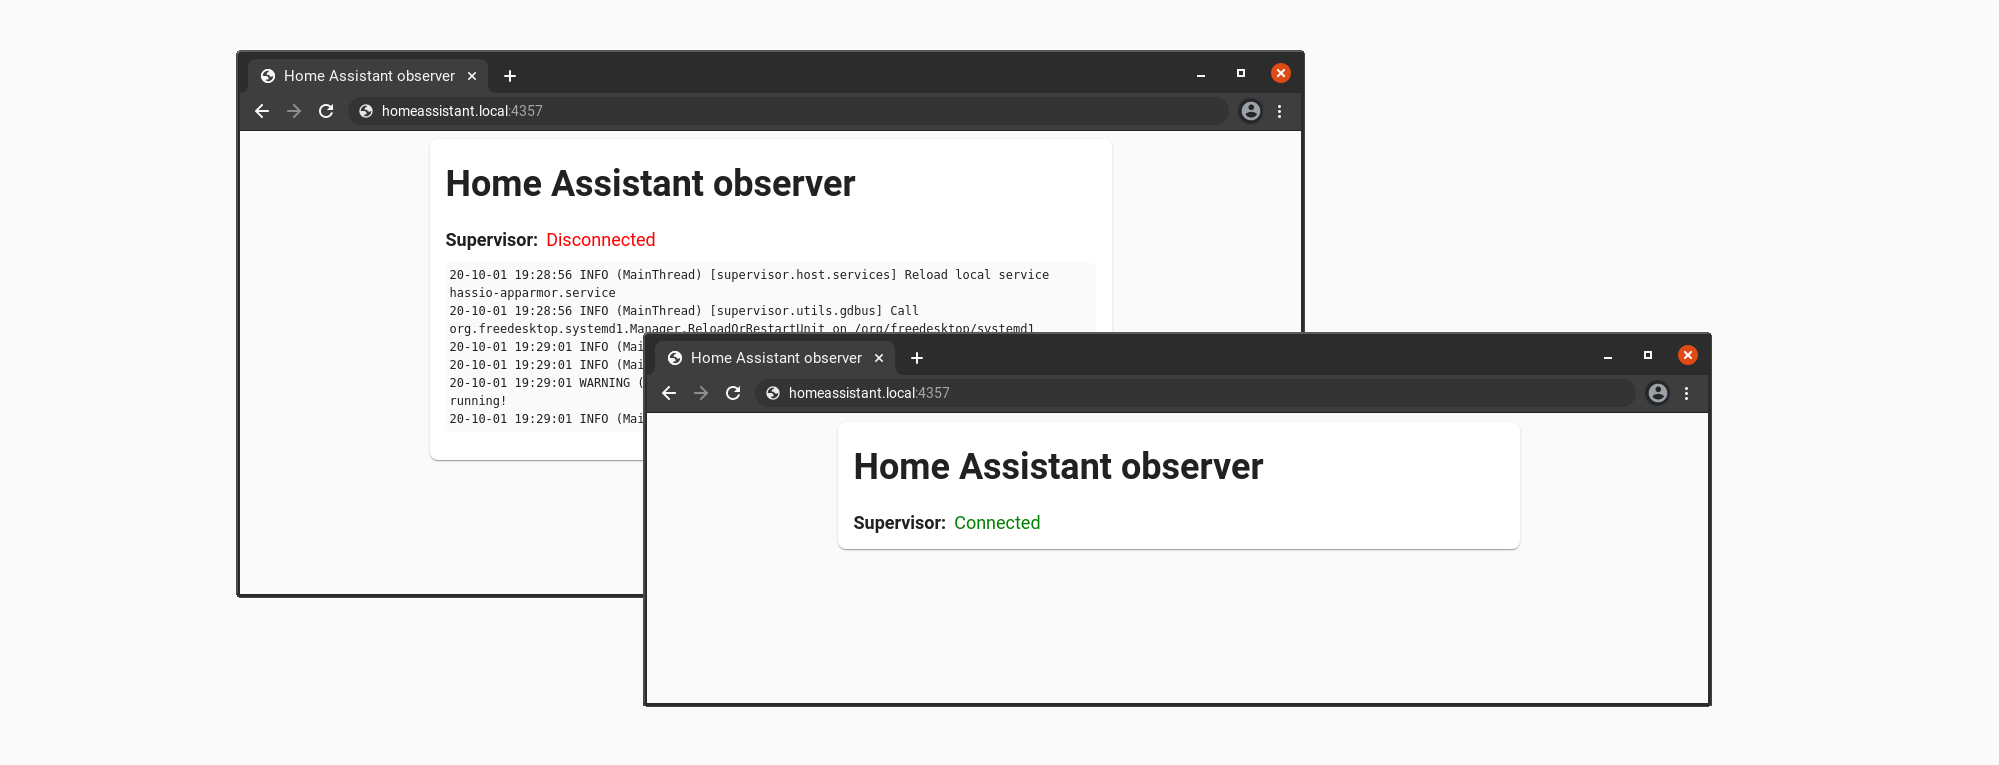 Home Assistant observer
homeassistant.local:4357
Home Assistant observer
Supervisor: Disconnected
20-10-01 19:28:56 INFO (MainThread) [supervisor.host.services] Reload local service
hassio-apparmor.service
20-10-01 19:28:56 INFO (MainThread) [supervisor.utils.gdbus] Call
org.freedesktop.systemd1.Manager.ReloadOrRestartUnit on /org/freedesktop/systemd1
20-10-01 19:29:01 INFO (Mai
20-10-01 19:29:01 INFO (Mai
20-10-01 19:29:01 WARNING (
running!
20-10-01 19:29:01 INFO (Mai
Home Assistant observer
homeassistant.local:4357
Home Assistant observer
Supervisor: Connected